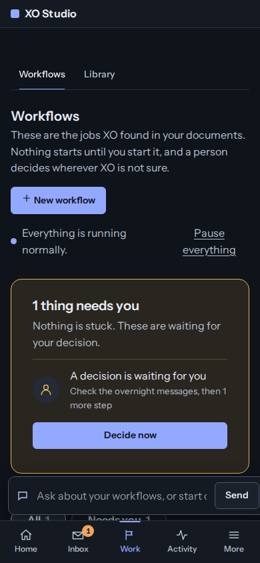 XO Studio
Workflows Library
Workflows
These are the jobs XO found in your documents.
Nothing starts until you start it, and a person
decides wherever XO is not sure.
+ New workflow
Everything is running
normally.
Pause
everything
1 thing needs you
Nothing is stuck. These are waiting for
your decision.
A decision is waiting for you
Check the overnight messages, then 1
more step
Decide now
Ask about your workflows, or start
Send
1
Home Inbox Work Activity More